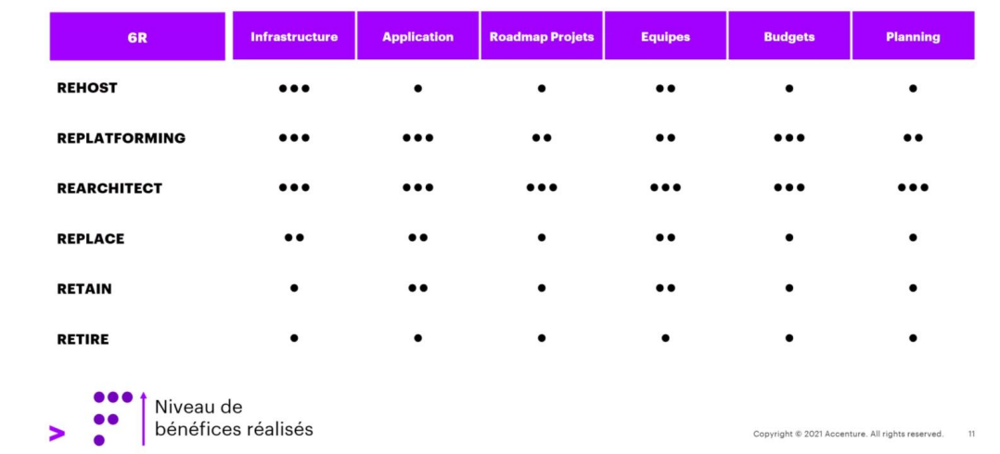 6R Infrastructure Application Roadmap Projets Equipes Budgets Planning
REHOST ●●● ● ● ●● ● ●
REPLATFORMING ●●● ●●● ●● ●● ●●● ●●
REARCHITECT ●●● ●●● ●●● ●●● ●●● ●●●
REPLACE ●● ●● ● ●● ● ●
RETAIN ● ●● ● ●● ● ●
RETIRE ● ● ● ● ● ●
Niveau de
bénéfices réalisés
Copyright © 2021 Accenture. All rights reserved. 11